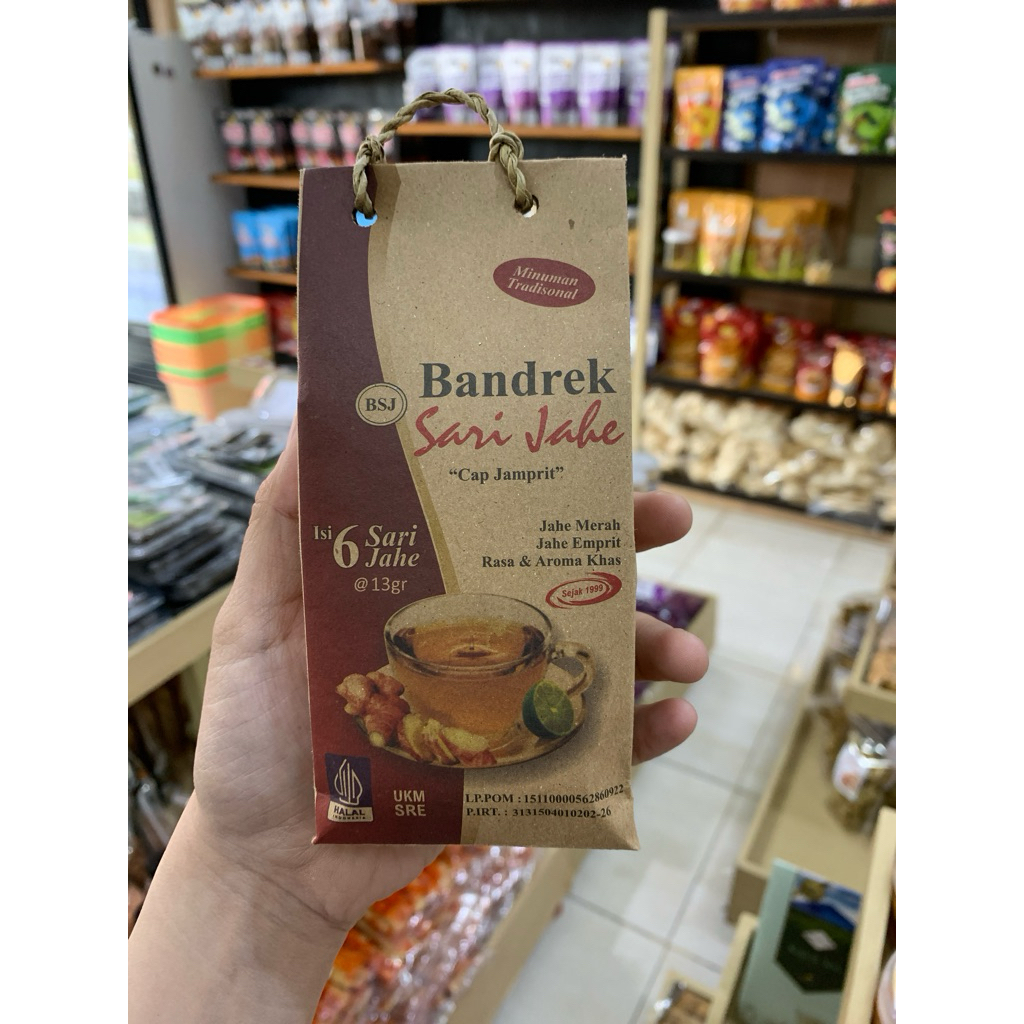 Minuman
Tradisonal
Bandrek
BSJ
Sari Jahe
"Cap Jamprit"
Isi 6 Sari
Jahe
@13gr
Jahe Merah
Jahe Emprit
Rasa & Aroma Khas
Sejak 1999
HALAL
INDONESIA
UKM
SRE
LP.POM : 15110000562860922
P.IRT. : 3131504010202-26